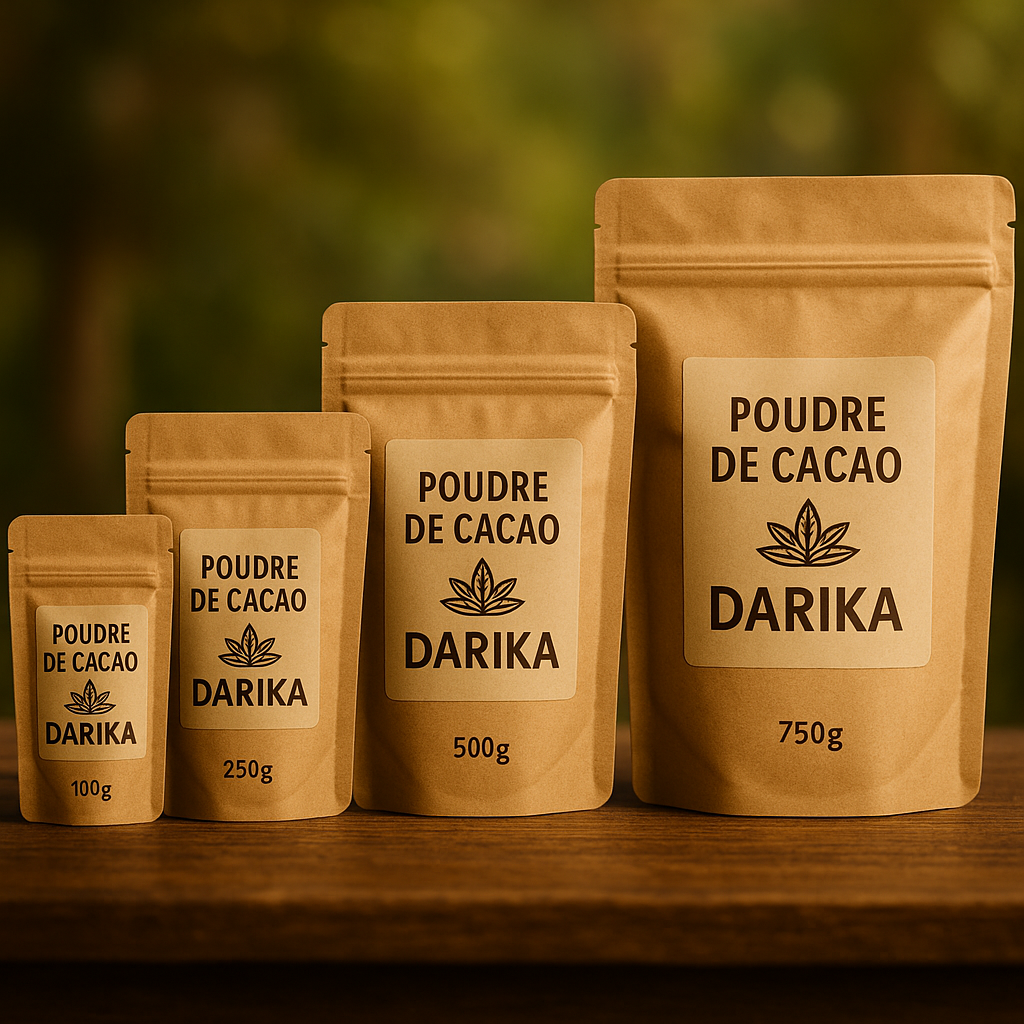 POUDRE
DE CACAO
DARIKA
100g
POUDRE
DE CACAO
DARIKA
250g
POUDRE
DE CACAO
DARIKA
500g
POUDRE
DE CACAO
DARIKA
750g